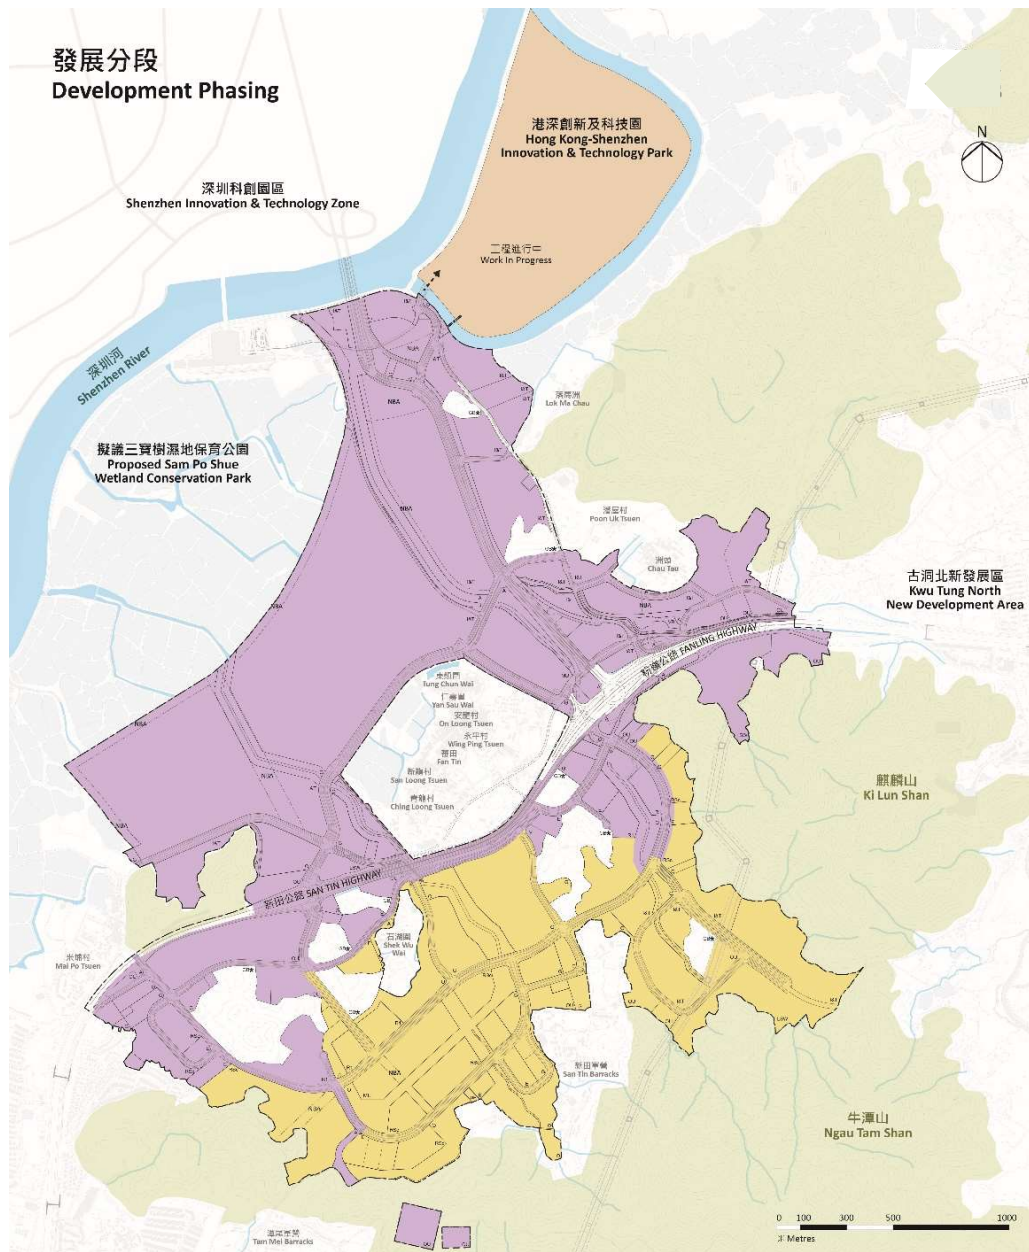 發展分段
Development Phasing
港深創新及科技園
Hong Kong-Shenzhen
Innovation & Technology Park
N
深圳科創園區
Shenzhen Innovation & Technology Zone
工程進行中
Work In Progress
深圳河
Shenzhen River
落馬洲
Lok Ma Chau
擬議三寶樹濕地保育公園
Proposed Sam Po Shue
Wetland Conservation Park
NBA
NBA
潘屋村
Poon Uk Tsuen
洲頭
Chau Tau
古洞北新發展區
Kwu Tung North
New Development Area
NBA
NBA
粉嶺公路 FANLING HIGHWAY
東鎮圍
Tung Chun Wai
仁壽圍
Yan Sau Wai
安龍村
On Loong Tsuen
永平村
Wing Ping Tsuen
蕃田
Fan Tin
新龍村
San Loong Tsuen
青龍村
Ching Loong Tsuen
NBA
NBA
NBA
麒麟山
Ki Lun Shan
新田公路 SAN TIN HIGHWAY
石湖圍
Shek Wu
Wai
米埔村
Mai Po Tsuen
新田軍營
San Tin Barracks
NBA
牛潭山
Ngau Tam Shan
潭尾軍營
Tam Mei Barracks
0 100 300 500 1000
米 Metres